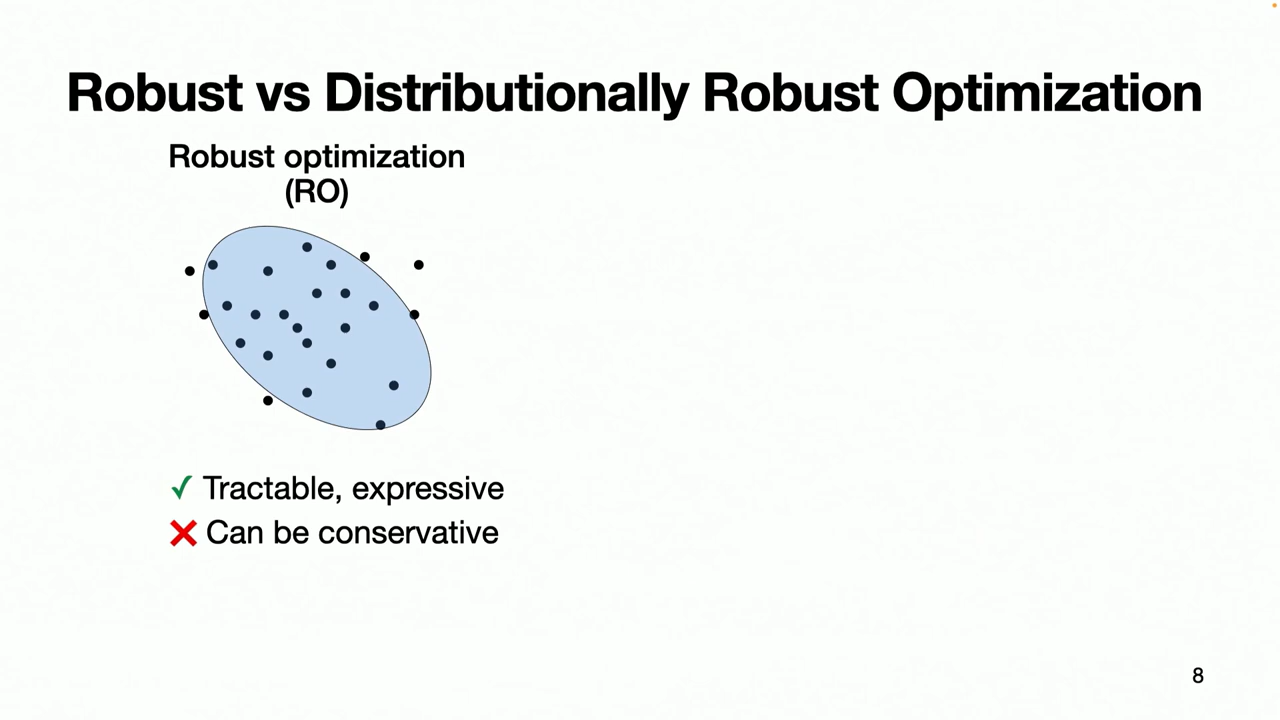 Robust vs Distributionally Robust Optimization
Robust optimization
(RO)
✓ Tractable, expressive
❌ Can be conservative
8